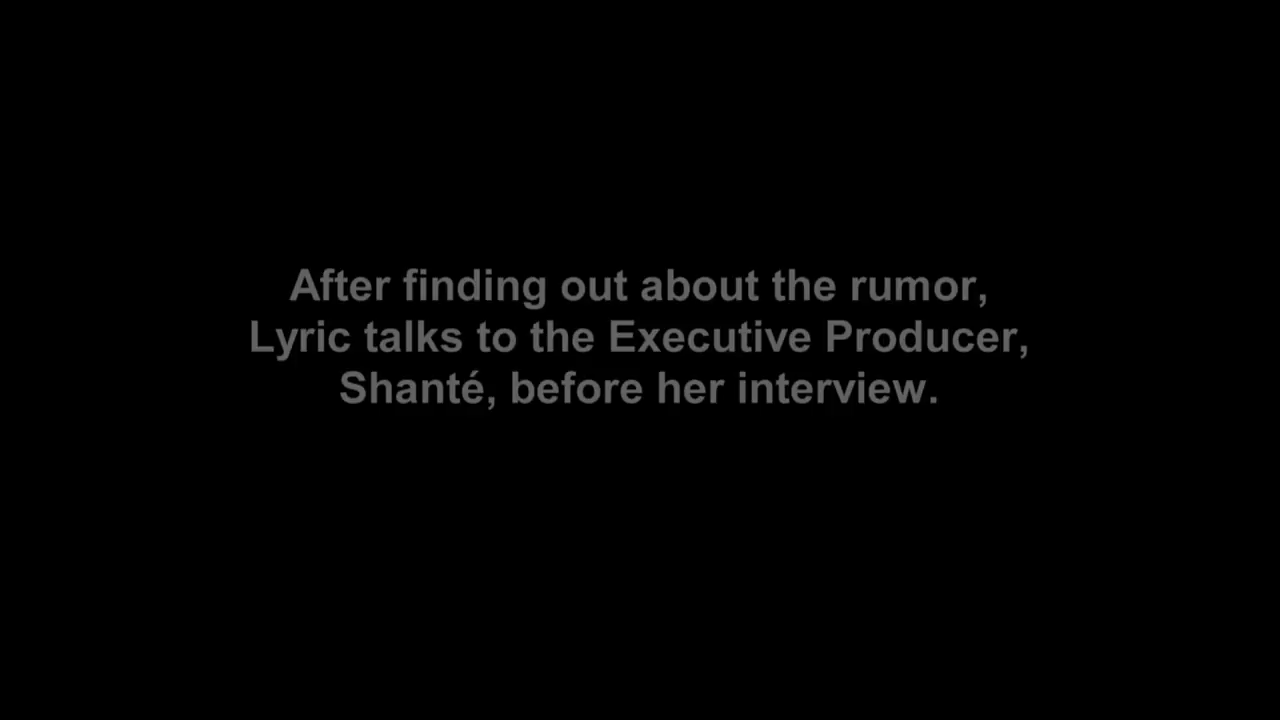 After finding out about the rumor,
Lyric talks to the Executive Producer,
Shanté, before her interview.